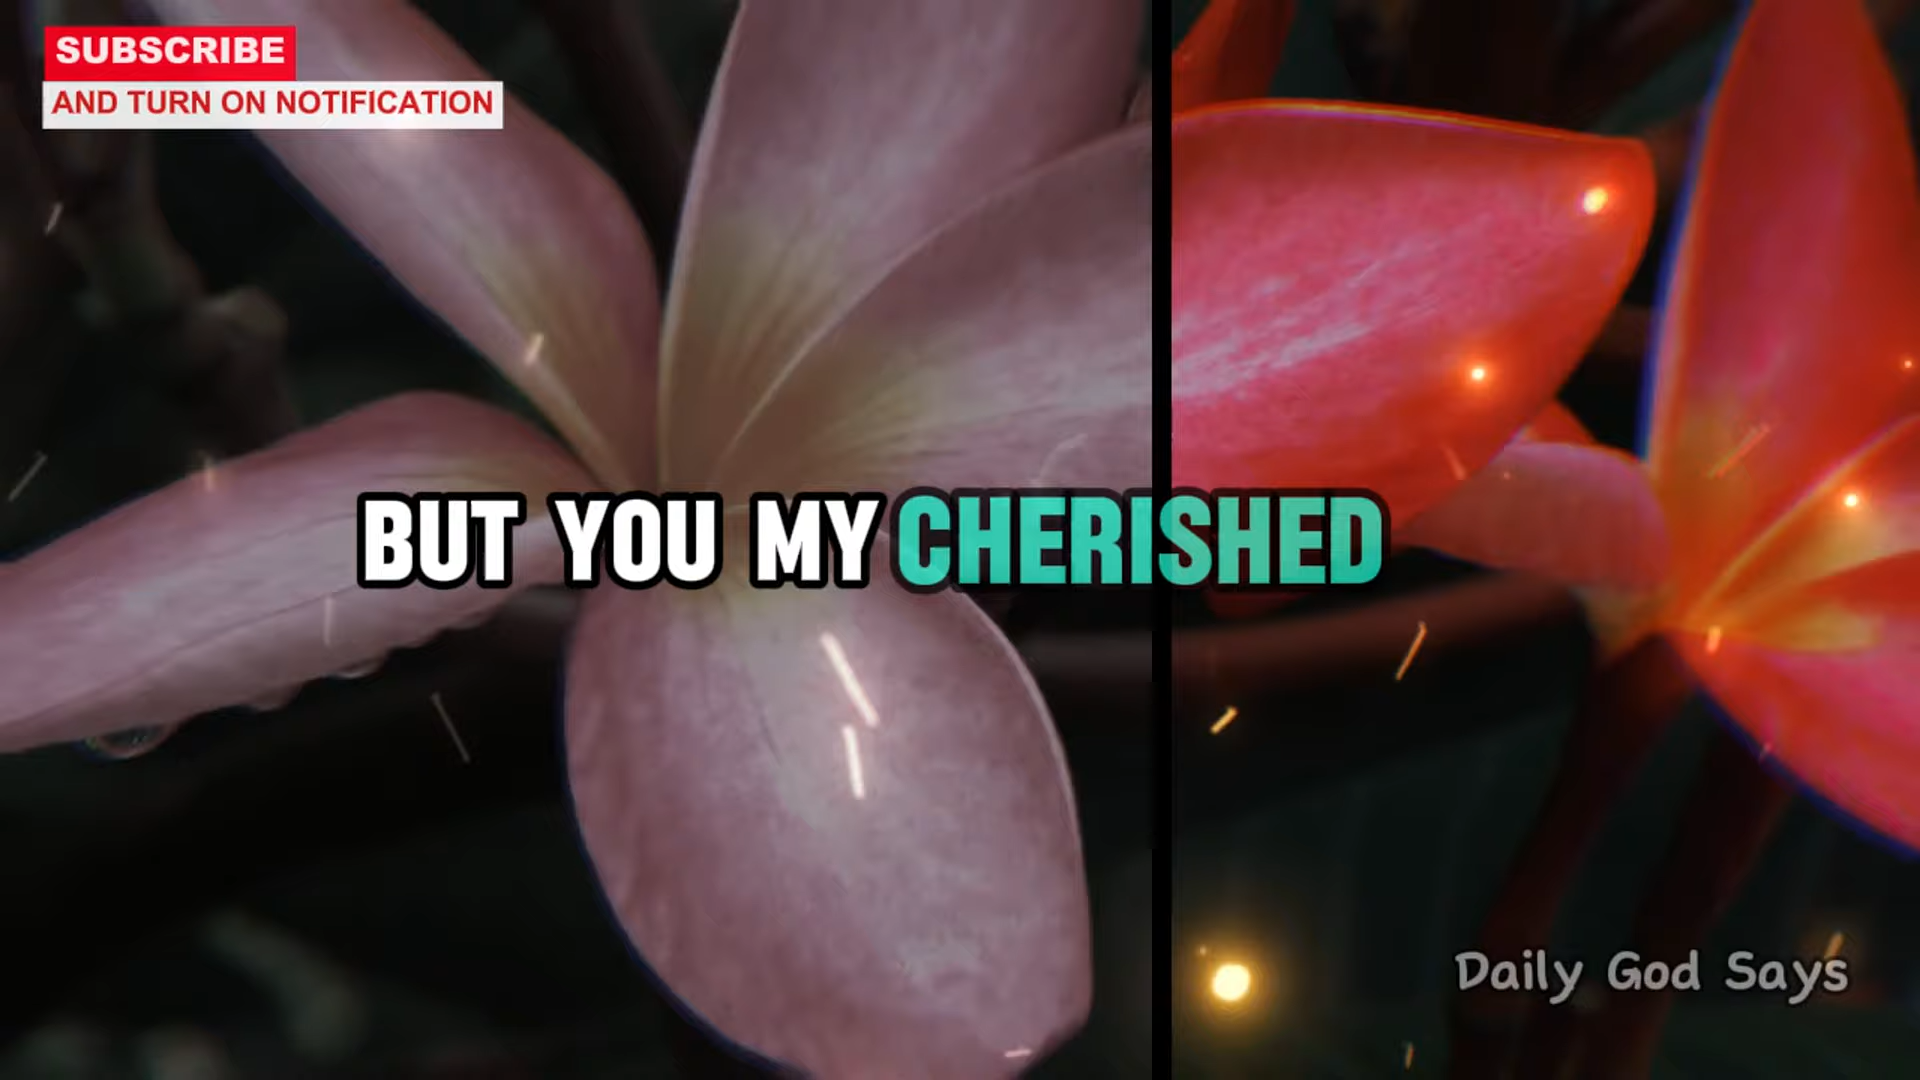 SUBSCRIBE
AND TURN ON NOTIFICATION
BUT YOU MY CHERISHED
Daily God Says